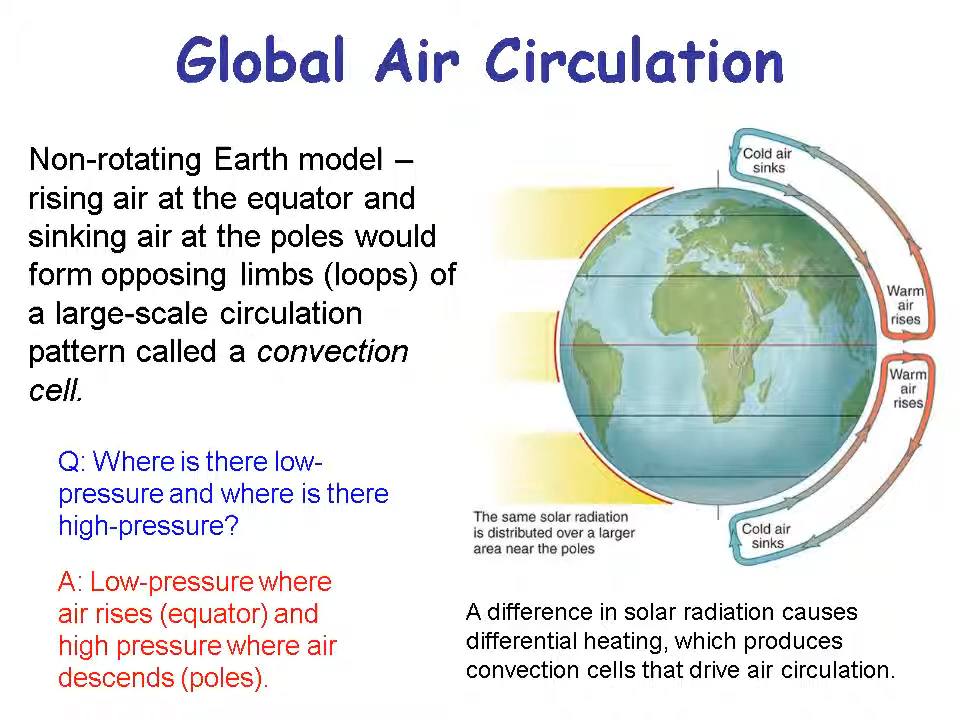 Global Air Circulation
Non-rotating Earth model –
rising air at the equator and
sinking air at the poles would
form opposing limbs (loops) of
a large-scale circulation
pattern called a convection
cell.
Q: Where is there low-
pressure and where is there
high-pressure?
A: Low-pressure where
air rises (equator) and
high pressure where air
descends (poles).
Cold air
sinks
Warm
air
rises
Warm
air
rises
Cold air
sinks
The same solar radiation
is distributed over a larger
area near the poles
A difference in solar radiation causes
differential heating, which produces
convection cells that drive air circulation.